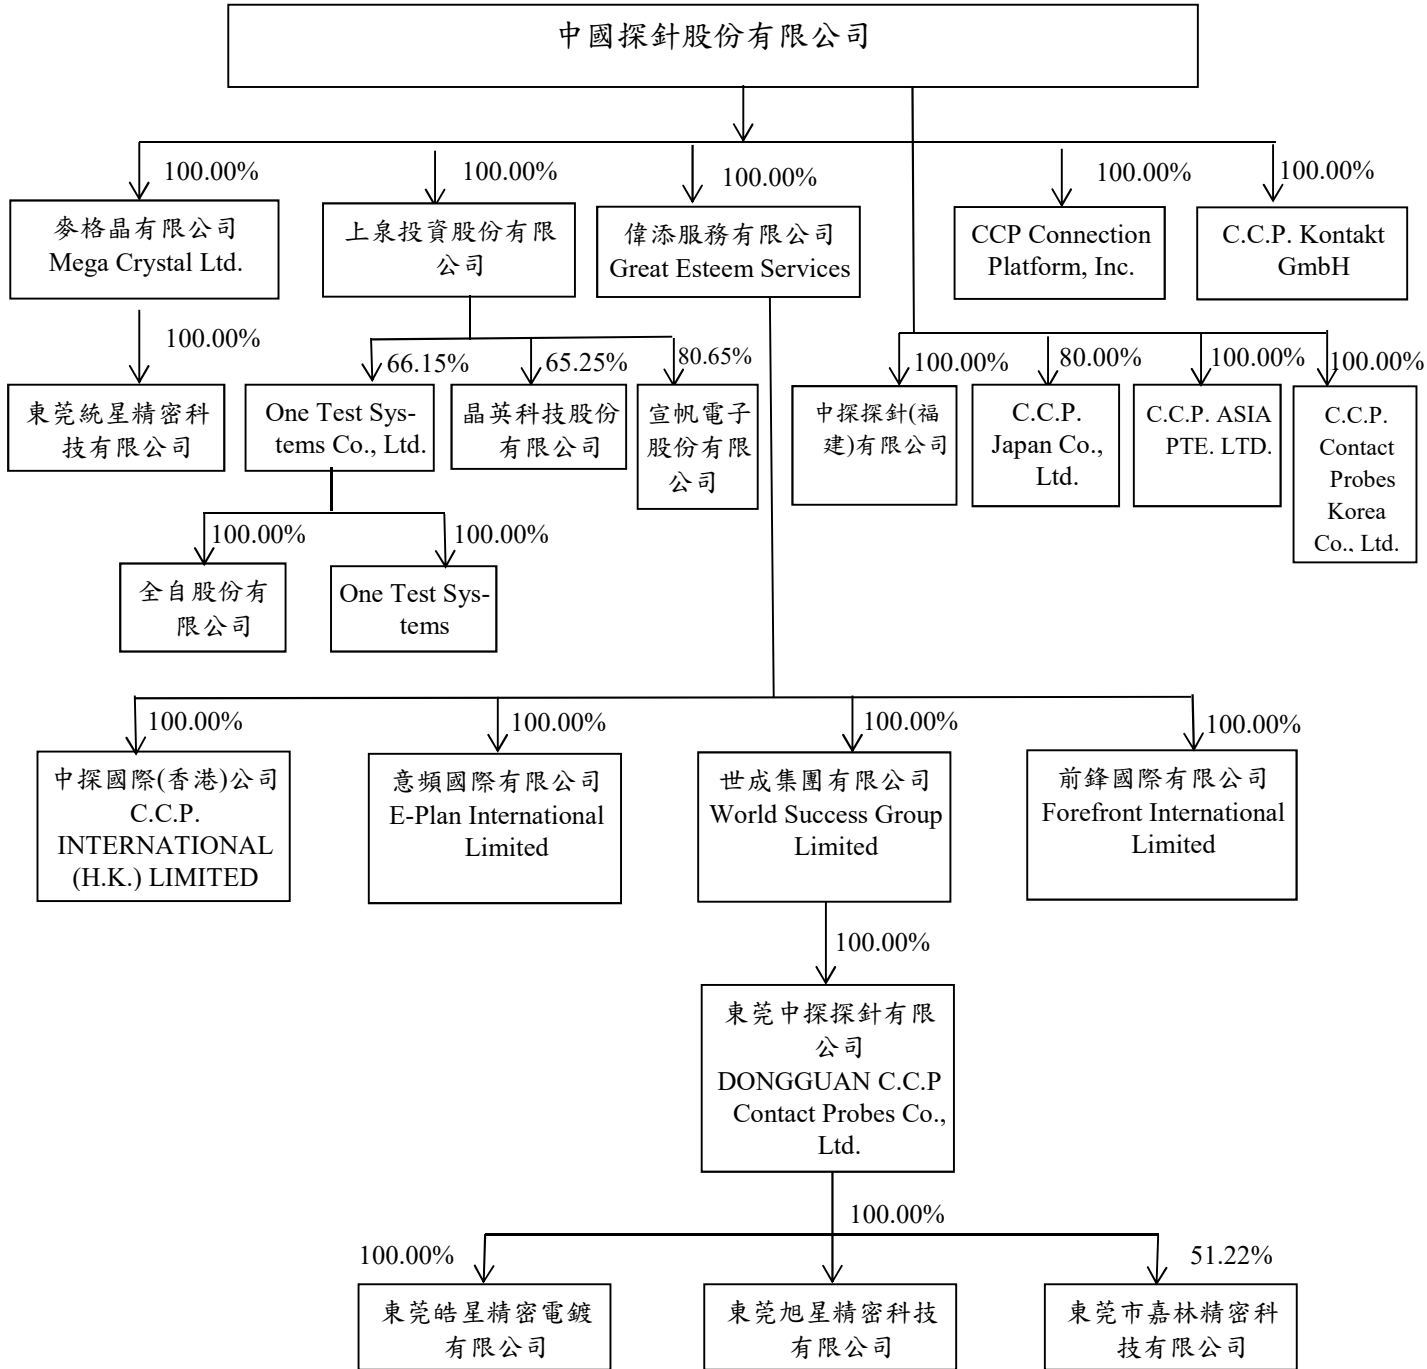 中國探針股份有限公司
100.00%
100.00%
100.00%
100.00%
100.00%
麥格晶有限公司
Mega Crystal Ltd.
上泉投資股份有限
公司
偉添服務有限公司
Great Esteem Services
CCP Connection
Platform, Inc.
C.C.P. Kontakt
GmbH
100.00%
66.15%
65.25%
80.65%
100.00%
80.00%
100.00%
100.00%
東莞統星精密科
技有限公司
One Test Sys-
tems Co., Ltd.
晶英科技股份
有限公司
宣帆電子
股份有限
公司
中探探針(福
建)有限公司
C.C.P.
Japan Co.,
Ltd.
C.C.P. ASIA
PTE. LTD.
C.C.P.
Contact
Probes
Korea
Co., Ltd.
100.00%
100.00%
全自股份有
限公司
One Test Sys-
tems
100.00%
100.00%
100.00%
100.00%
中探國際(香港)公司
C.C.P.
INTERNATIONAL
(H.K.) LIMITED
意頻國際有限公司
E-Plan International
Limited
世成集團有限公司
World Success Group
Limited
前鋒國際有限公司
Forefront International
Limited
100.00%
東莞中探探針有限
公司
DONGGUAN C.C.P
Contact Probes Co.,
Ltd.
100.00%
100.00%
51.22%
東莞皓星精密電鍍
有限公司
東莞旭星精密科技
有限公司
東莞市嘉林精密科
技有限公司